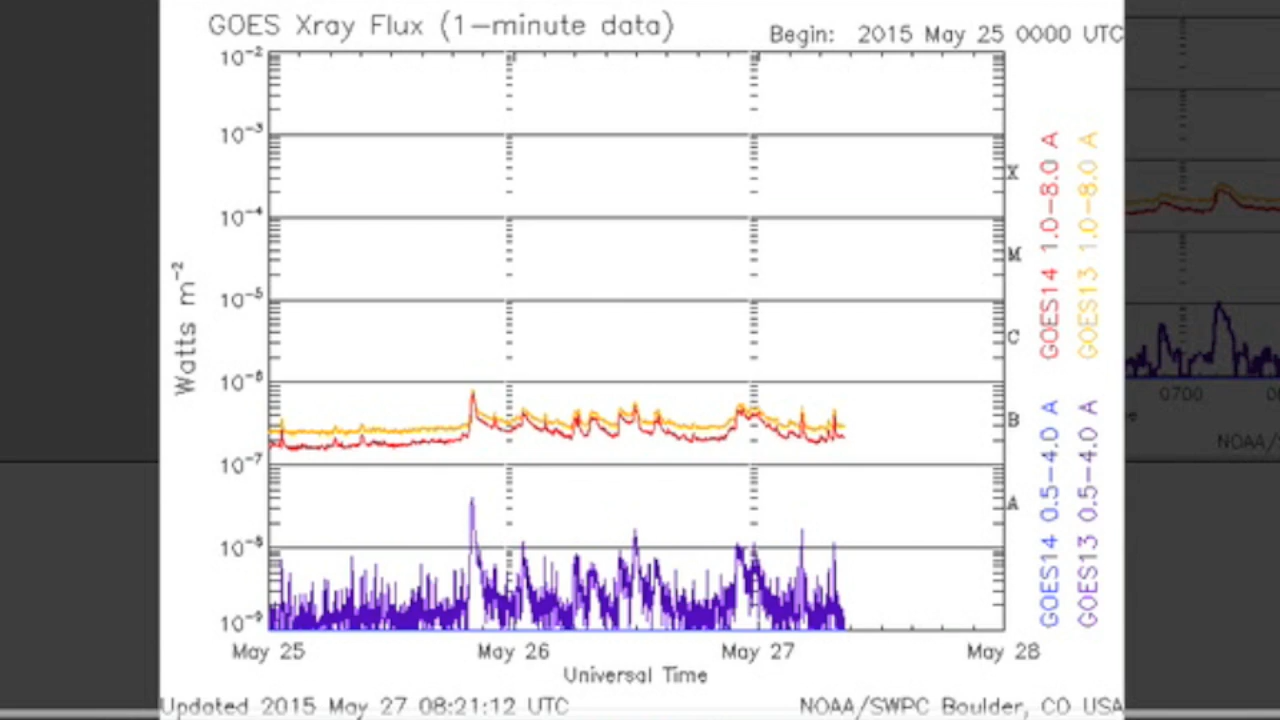 GOES Xray Flux (1-minute data)
Begin: 2015 May 25 0000 UTC
10-2
10-3
10-4
10-5
10-6
10-7
10-8
10-9
Watts m-2
X
M
C
B
A
GOES14 1.0-8.0 A
GOES13 1.0-8.0 A
GOES14 0.5-4.0 A
GOES13 0.5-4.0 A
May 25
May 26
May 27
May 28
Universal Time
Updated 2015 May 27 08:21:12 UTC
NOAA/SWPC Boulder, CO USA
0700
NOAA/